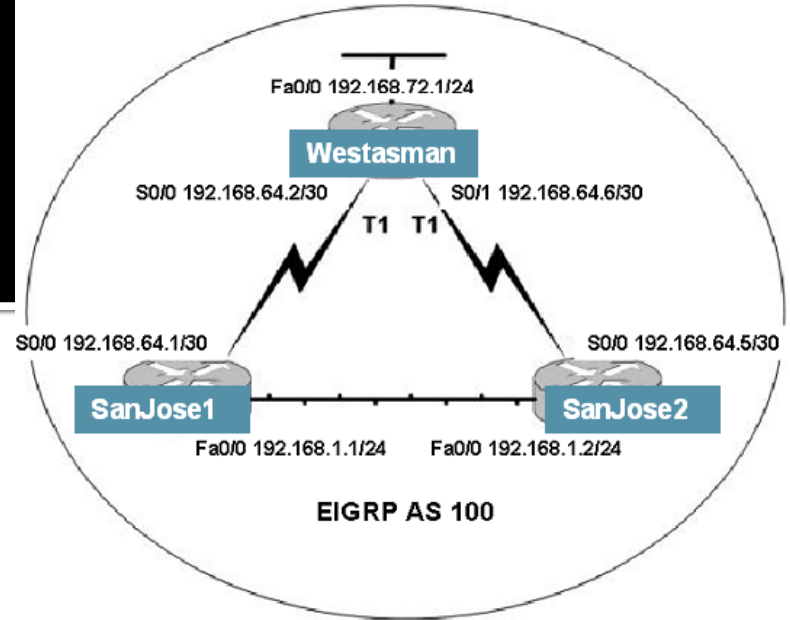 Fa0/0 192.168.72.1/24
Westasman
S0/0 192.168.64.2/30 S0/1 192.168.64.6/30
T1 T1
S0/0 192.168.64.1/30 S0/0 192.168.64.5/30
SanJose1 SanJose2
Fa0/0 192.168.1.1/24 Fa0/0 192.168.1.2/24
EIGRP AS 100